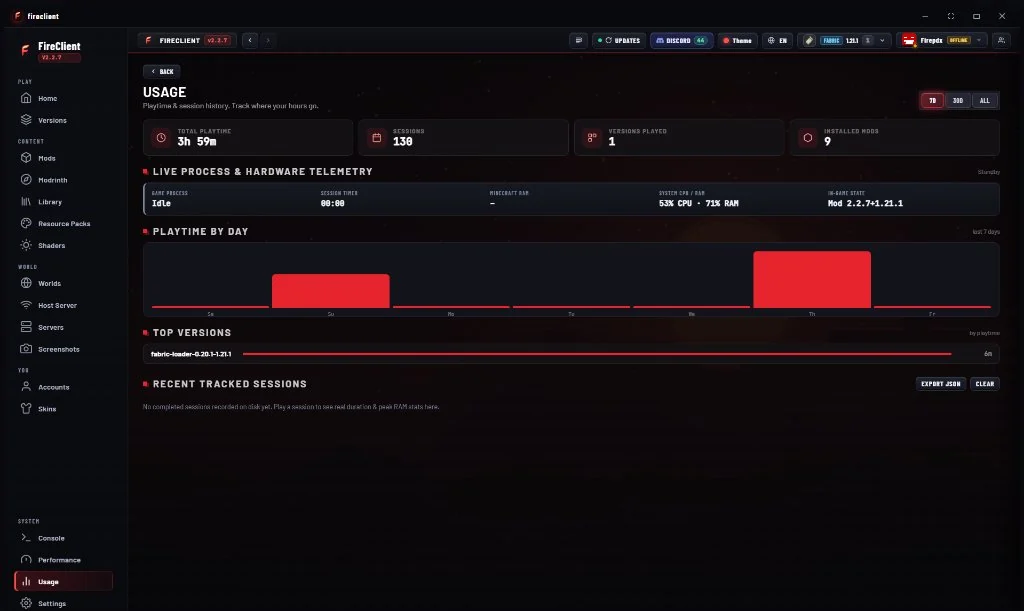 fireclient
FireClient
V2.2.7
FIRECLIENT v2.2.7
UPDATES
DISCORD 44
Theme
EN
FABRIC 1.21.1
Firepdx OFFLINE
PLAY
Home
Versions
CONTENT
Mods
Modrinth
Library
Resource Packs
Shaders
WORLD
Worlds
Host Server
Servers
Screenshots
YOU
Accounts
Skins
SYSTEM
Console
Performance
Usage
Settings
BACK
USAGE
Playtime & session history. Track where your hours go.
7D 30D ALL
TOTAL PLAYTIME
3h 59m
SESSIONS
130
VERSIONS PLAYED
1
INSTALLED MODS
9
LIVE PROCESS & HARDWARE TELEMETRY
Standby
GAME PROCESS
Idle
SESSION TIMER
00:00
MINECRAFT RAM
–
SYSTEM CPU / RAM
53% CPU · 71% RAM
IN-GAME STATE
Mod 2.2.7+1.21.1
PLAYTIME BY DAY
last 7 days
Sa Su Mo Tu We Th Fr
TOP VERSIONS
by playtime
fabric-loader-0.20.1-1.21.1
6m
RECENT TRACKED SESSIONS
EXPORT JSON CLEAR
No completed sessions recorded on disk yet. Play a session to see real duration & peak RAM stats here.